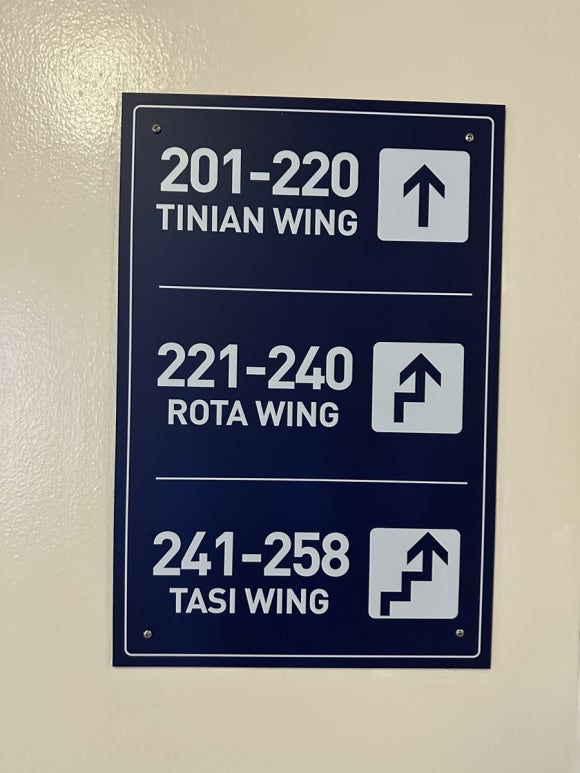 201-220
TINIAN WING
221-240
ROTA WING
241-258
TASI WING